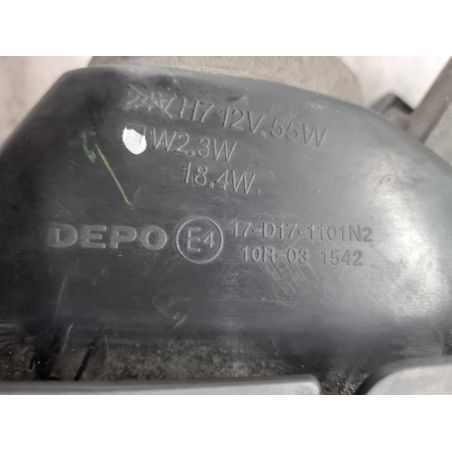 H7 12V.55W
W2.3W
18.4W.
DEPO E4 17-D17-1101N2
10R-03 1542